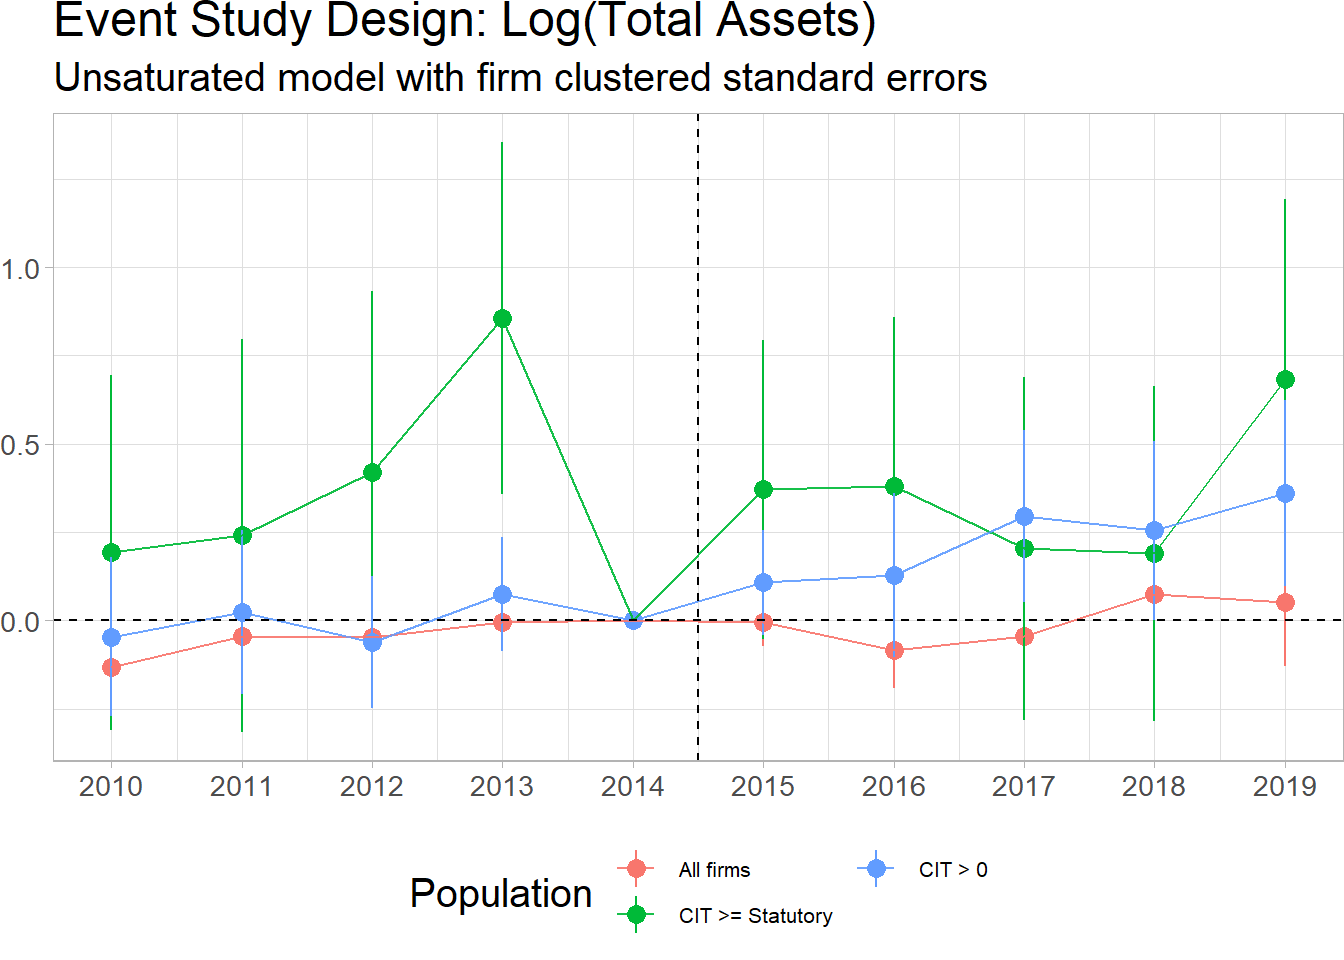 Event Study Design: Log(Total Assets)
Unsaturated model with firm clustered standard errors
1.0
0.5
0.0
2010 2011 2012 2013 2014 2015 2016 2017 2018 2019
Population
All firms
CIT > 0
CIT >= Statutory